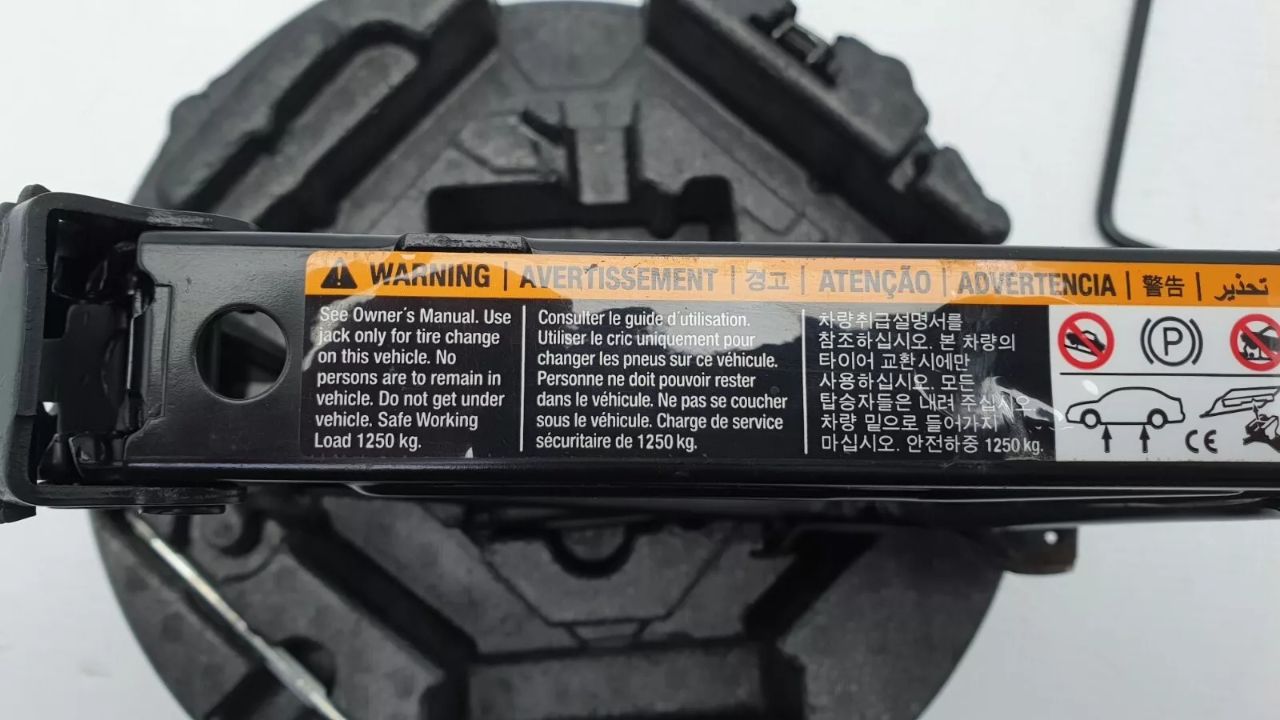 WARNING | AVERTISSEMENT | 경고 | ATENÇÃO | ADVERTENCIA | 警告 | تحذير
See Owner's Manual. Use
jack only for tire change
on this vehicle. No
persons are to remain in
vehicle. Do not get under
vehicle. Safe Working
Load 1250 kg.
Consulter le guide d'utilisation.
Utiliser le cric uniquement pour
changer les pneus sur ce véhicule.
Personne ne doit pouvoir rester
dans le véhicule. Ne pas se coucher
sous le véhicule. Charge de service
sécuritaire de 1250 kg.
차량취급설명서를
참조하십시오. 본 차량의
타이어 교환시에만
사용하십시오. 모든
탑승자들은 내려 주십시오
차량 밑으로 들어가지
마십시오. 안전하중 1250 kg.
P
CE